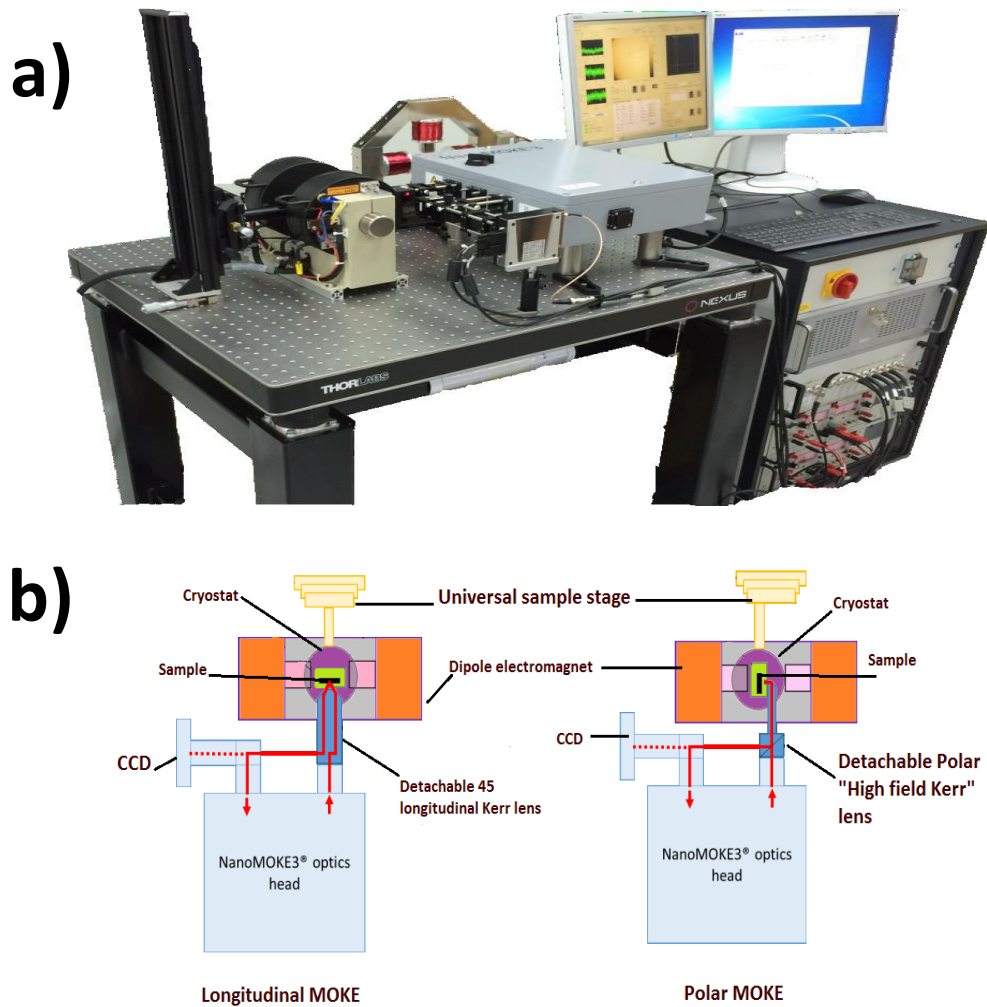 a)
NanoMOKE3
NEXUS
THORLABS
b)
Cryostat
Universal sample stage
Cryostat
Sample
Dipole electromagnet
Sample
CCD
CCD
Detachable 45
longitudinal Kerr lens
Detachable Polar
"High field Kerr"
lens
NanoMOKE3® optics
head
NanoMOKE3® optics
head
Longitudinal MOKE
Polar MOKE